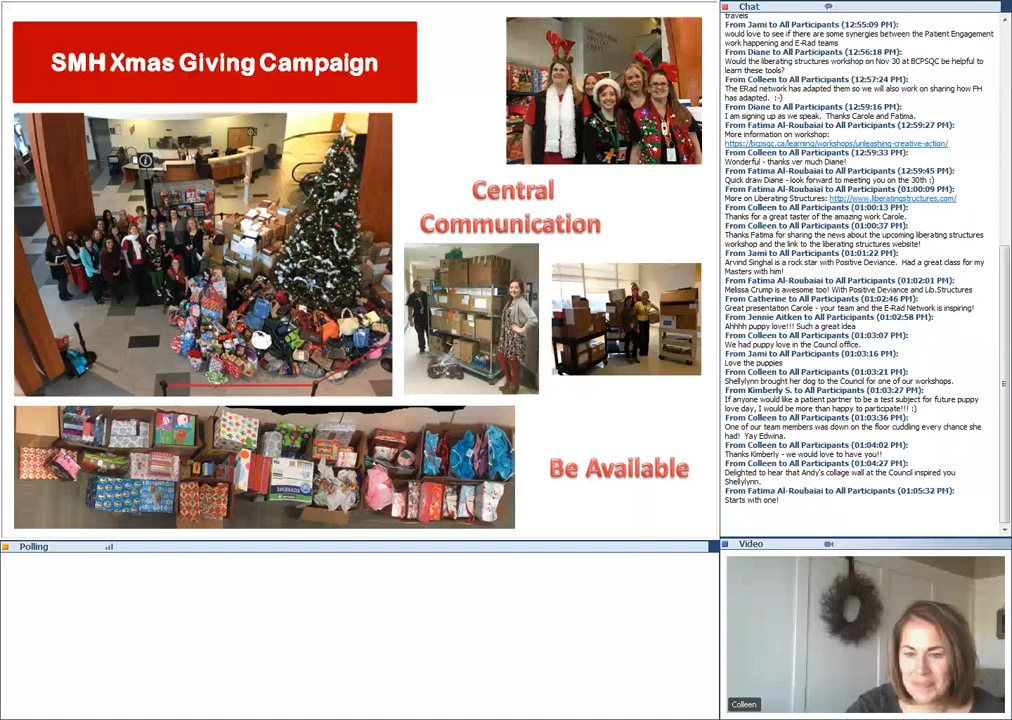 SMH Xmas Giving Campaign
Central
Communication
Be Available
Polling
Chat
travels
From Jami to All Participants (12:55:09 PM):
would love to see if there are some synergies between the Patient Engagement
work happening and E-Rad teams
From Diane to All Participants (12:56:18 PM):
Would the liberating structures workshop on Nov 30 at BCPSQC be helpful to
learn these tools?
From Colleen to All Participants (12:57:24 PM):
The ERad network has adapted them so we will also work on sharing how FH
has adapted.  :-)
From Diane to All Participants (12:59:16 PM):
I am signing up as we speak.  Thanks Carole and Fatima.
From Fatima Al-Roubaiai to All Participants (12:59:27 PM):
More information on workshop:
https://bcpsqc.ca/learning/workshops/unleashing-creative-action/
From Colleen to All Participants (12:59:33 PM):
Wonderful - thanks ver much Diane!
From Fatima Al-Roubaiai to All Participants (12:59:45 PM):
Quick draw Diane - look forward to meeting you on the 30th :)
From Fatima Al-Roubaiai to All Participants (01:00:09 PM):
More on Liberating Structures: http://www.liberatingstructures.com/
From Colleen to All Participants (01:00:13 PM):
Thanks for a great taster of the amazing work Carole.
From Colleen to All Participants (01:00:37 PM):
Thanks Fatima for sharing the news about the upcoming liberating structures
workshop and the link to the liberating structures website!
From Jami to All Participants (01:01:22 PM):
Arvind Singhal is a rock star with Positive Deviance.  Had a great class for my
Masters with him!
From Fatima Al-Roubaiai to All Participants (01:02:01 PM):
Melissa Crump is awesome too! With Positive Deviance and Lib.Structures
From Catherine to All Participants (01:02:46 PM):
Great presentation Carole - your team and the E-Rad Network is inspiring!
From Jennie Aitken to All Participants (01:02:58 PM):
Ahhhh puppy love!!! Such a great idea
From Colleen to All Participants (01:03:07 PM):
We had puppy love in the Council office.
From Jami to All Participants (01:03:16 PM):
Love the puppies
From Colleen to All Participants (01:03:21 PM):
Shellylynn brought her dog to the Council for one of our workshops.
From Kimberly S. to All Participants (01:03:27 PM):
If anyone would like a patient partner to be a test subject for future puppy
love day, I would be more than happy to participate!!! :)
From Colleen to All Participants (01:03:36 PM):
One of our team members was down on the floor cuddling every chance she
had!  Yay Edwina.
From Colleen to All Participants (01:04:02 PM):
Thanks Kimberly - we would love to have you!!
From Colleen to All Participants (01:04:27 PM):
Delighted to hear that Andy's collage wall at the Council inspired you
Shellylynn.
From Fatima Al-Roubaiai to All Participants (01:05:32 PM):
Starts with one!
Video
Colleen